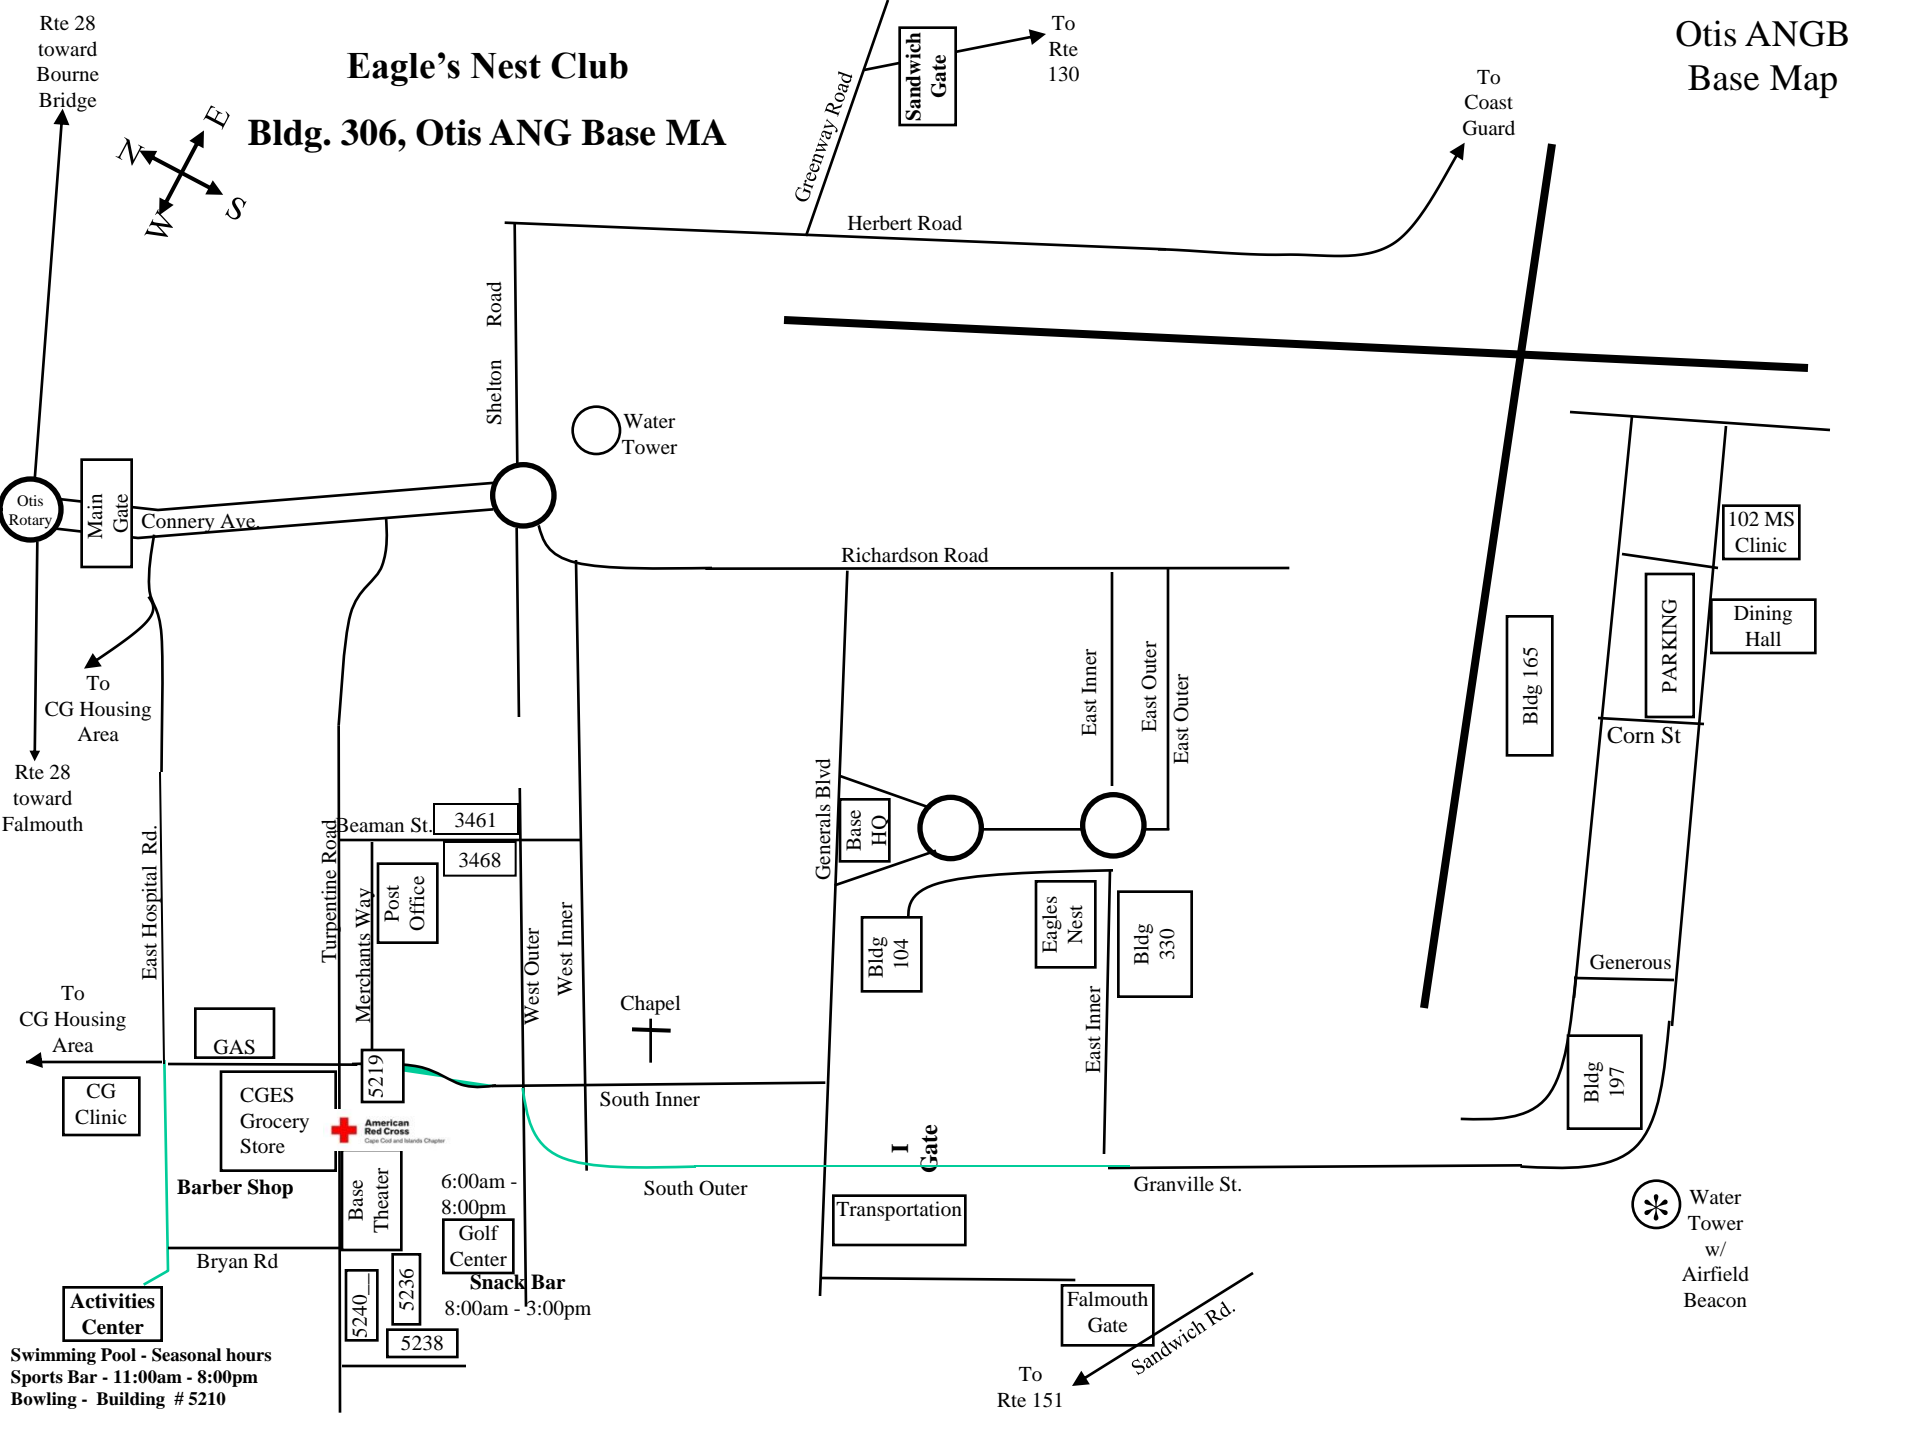 Rte 28
toward
Bourne
Bridge
Eagle's Nest Club
Bldg. 306, Otis ANG Base MA
N
E
W
S
Sandwich
Gate
To
Rte
130
Otis ANGB
Base Map
To
Coast
Guard
Greenway Road
Herbert Road
Shelton Road
Water
Tower
Otis
Rotary
Main
Gate
Connery Ave.
Richardson Road
102 MS
Clinic
Dining
Hall
PARKING
Bldg 165
Corn St
To
CG Housing
Area
Rte 28
toward
Falmouth
East Inner
East Outer
East Outer
Generals Blvd
Base
HQ
Beaman St.
3461
3468
Post
Office
East Hospital Rd.
Turpentine Road
Merchants Way
West Outer
West Inner
Bldg
104
Eagles
Nest
Bldg
330
East Inner
Generous
To
CG Housing
Area
GAS
Chapel
5219
South Inner
Bldg
197
CG
Clinic
CGES
Grocery
Store
American
Red Cross
Cape Cod and Islands Chapter
I
Gate
Barber Shop
Base
Theater
6:00am -
8:00pm
Golf
Center
Snack Bar
8:00am - 3:00pm
South Outer
Granville St.
Transportation
Water
Tower
w/
Airfield
Beacon
*
Bryan Rd
5240__
5236
5238
Activities
Center
Falmouth
Gate
Sandwich Rd.
To
Rte 151
Swimming Pool - Seasonal hours
Sports Bar - 11:00am - 8:00pm
Bowling - Building # 5210